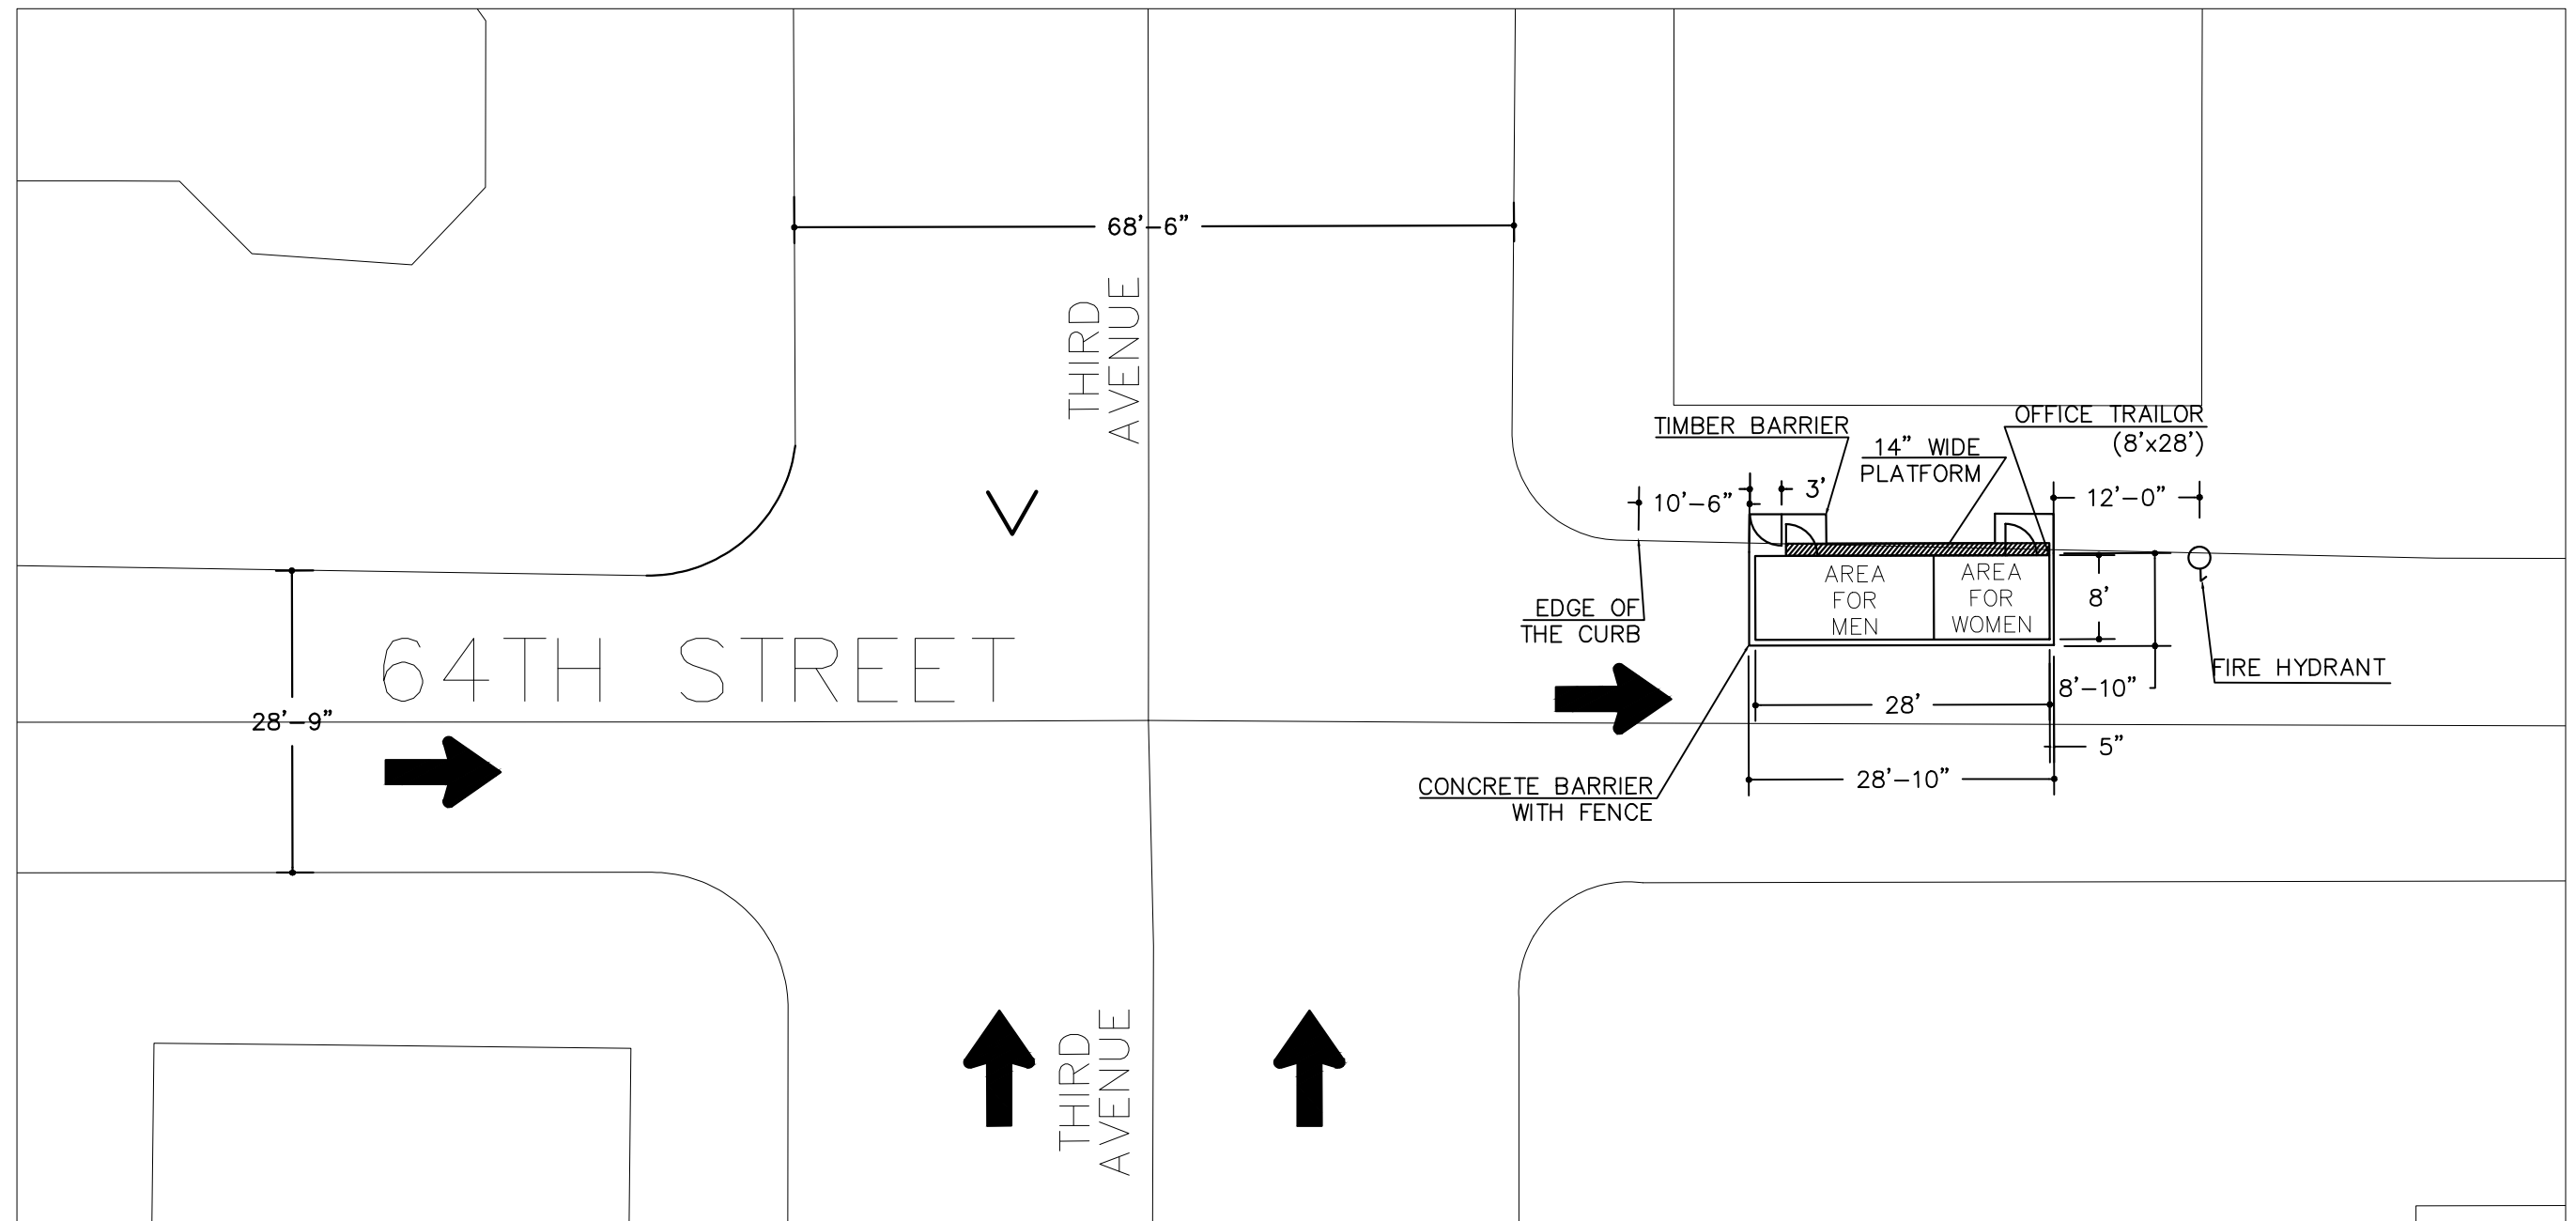 68'-6"
THIRD
AVENUE
TIMBER BARRIER
14" WIDE
PLATFORM
OFFICE TRAILOR
(8'x28')
10'-6"
3'
12'-0"
AREA
FOR
MEN
AREA
FOR
WOMEN
8'
EDGE OF
THE CURB
64TH STREET
FIRE HYDRANT
8'-10"
28'
28'-9"
5"
28'-10"
CONCRETE BARRIER
WITH FENCE
THIRD
AVENUE